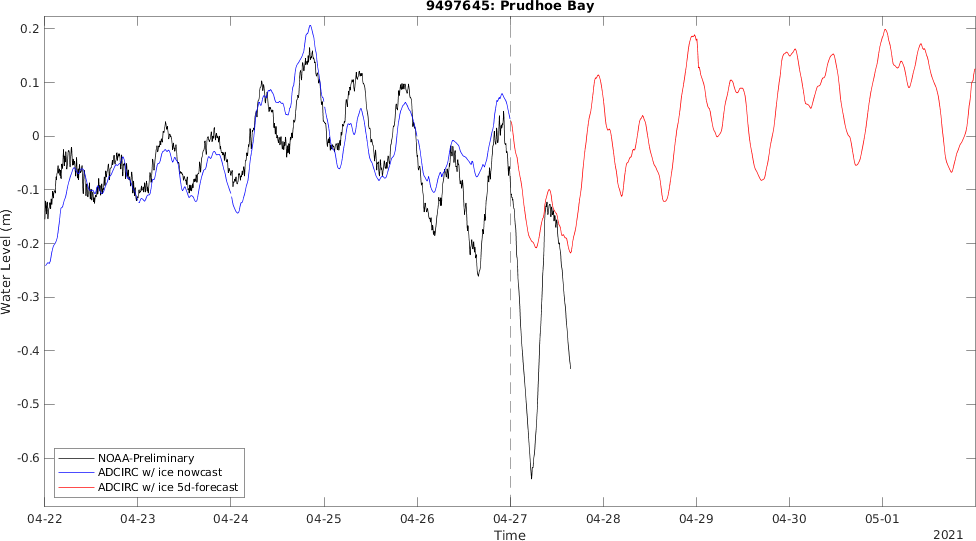 9497645: Prudhoe Bay
0.2
0.1
0
-0.1
-0.2
-0.3
-0.4
-0.5
-0.6
Water Level (m)
NOAA-Preliminary
ADCIRC w/ ice nowcast
ADCIRC w/ ice 5d-forecast
04-22 04-23 04-24 04-25 04-26 04-27 04-28 04-29 04-30 05-01
Time
2021